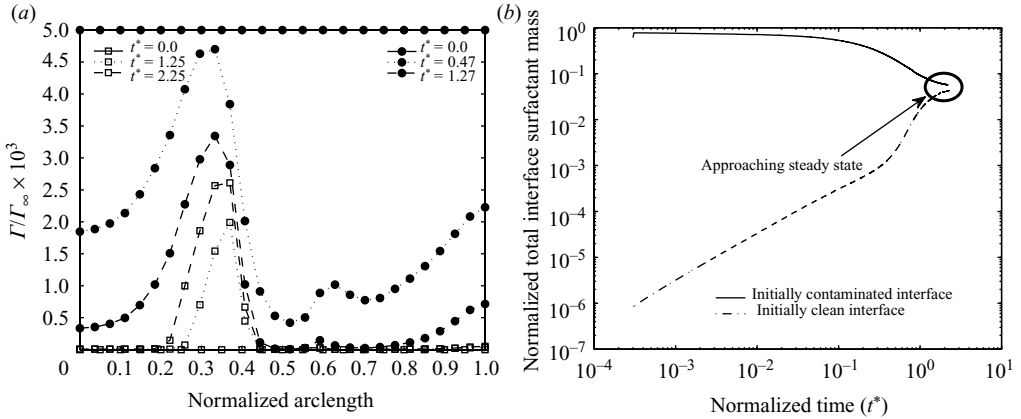 (a)
5.0
4.5
4.0
3.5
3.0
2.5
2.0
1.5
1.0
0.5
0
Γ/Γ∞ × 10³
t* = 0.0
t* = 1.25
t* = 2.25
t* = 0.0
t* = 0.47
t* = 1.27
0.1 0.2 0.3 0.4 0.5 0.6 0.7 0.8 0.9 1.0
Normalized arclength
(b)
Normalized total interface surfactant mass
10⁰
10⁻¹
10⁻²
10⁻³
10⁻⁴
10⁻⁵
10⁻⁶
10⁻⁷
Approaching steady state
Initially contaminated interface
Initially clean interface
10⁻⁴ 10⁻² 10⁻² 10⁻¹ 10⁰ 10¹
Normalized time (t*)